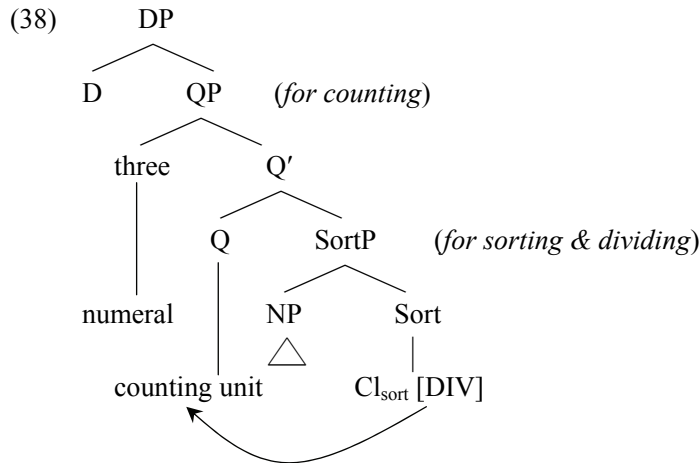 (38) DP
D QP (for counting)
three Q′
Q SortP (for sorting & dividing)
numeral NP Sort
counting unit Clsort [DIV]